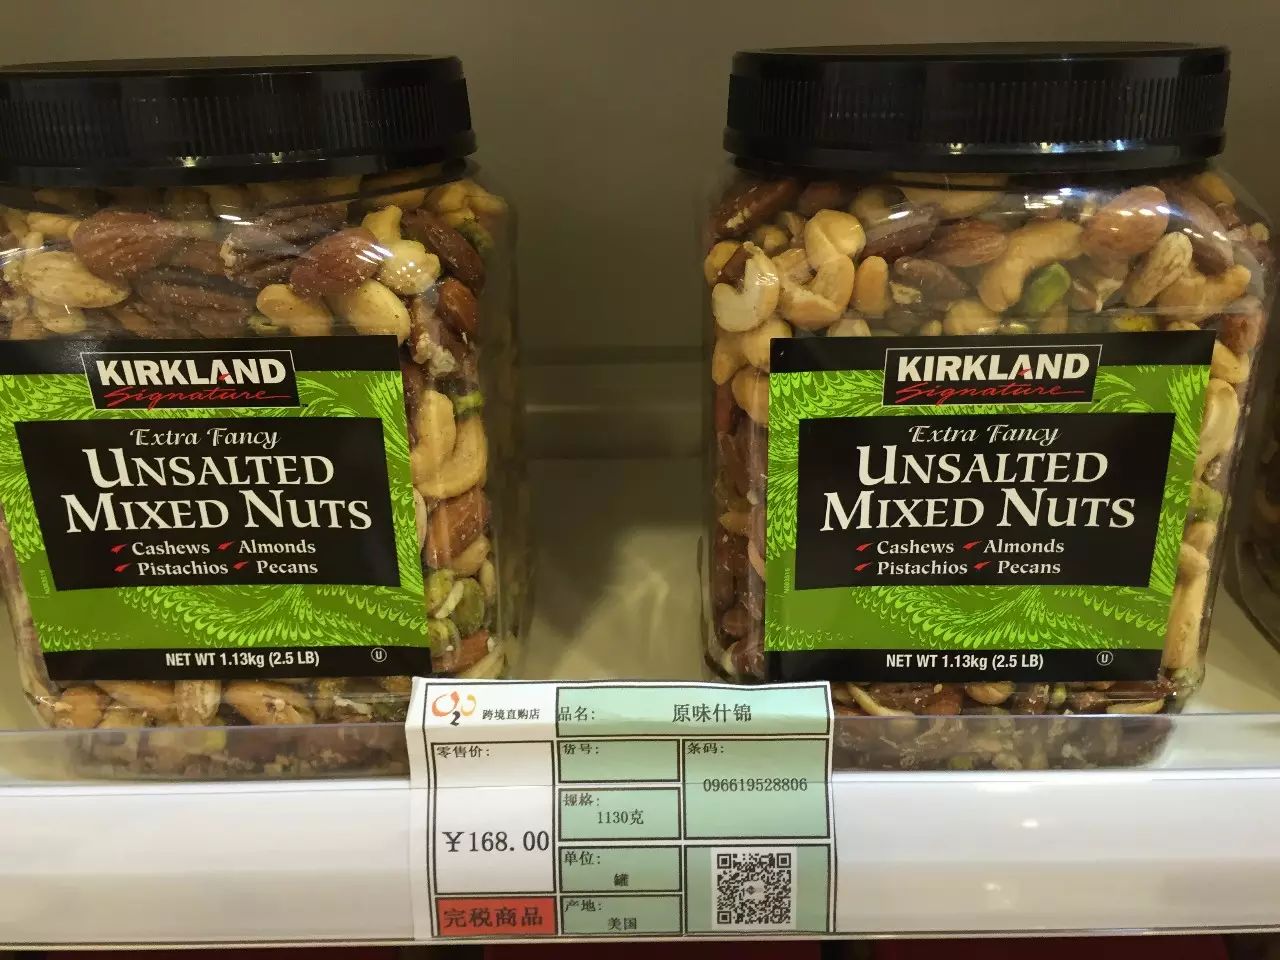 KIRKLAND
Signature
Extra Fancy
UNSALTED
MIXED NUTS
Cashews Almonds
Pistachios Pecans
NET WT 1.13kg (2.5 LB)
U
KIRKLAND
Signature
Extra Fancy
UNSALTED
MIXED NUTS
Cashews Almonds
Pistachios Pecans
NET WT 1.13kg (2.5 LB)
U
跨境直购店
品名: 原味什锦
零售价:
¥168.00
完税商品
货号:
条码:
096619528806
规格:
1130克
单位:
罐
产地:
美国